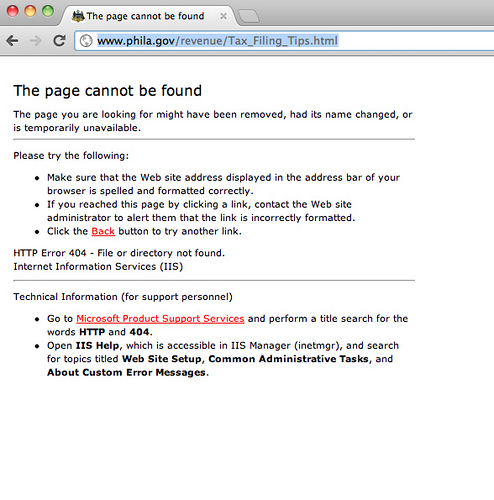 The page cannot be found
www.phila.gov/revenue/Tax_Filing_Tips.html
The page cannot be found
The page you are looking for might have been removed, had its name changed, or
is temporarily unavailable.
Please try the following:
• Make sure that the Web site address displayed in the address bar of your
browser is spelled and formatted correctly.
• If you reached this page by clicking a link, contact the Web site
administrator to alert them that the link is incorrectly formatted.
• Click the Back button to try another link.
HTTP Error 404 - File or directory not found.
Internet Information Services (IIS)
Technical Information (for support personnel)
• Go to Microsoft Product Support Services and perform a title search for the
words HTTP and 404.
• Open IIS Help, which is accessible in IIS Manager (inetmgr), and search
for topics titled Web Site Setup, Common Administrative Tasks, and
About Custom Error Messages.